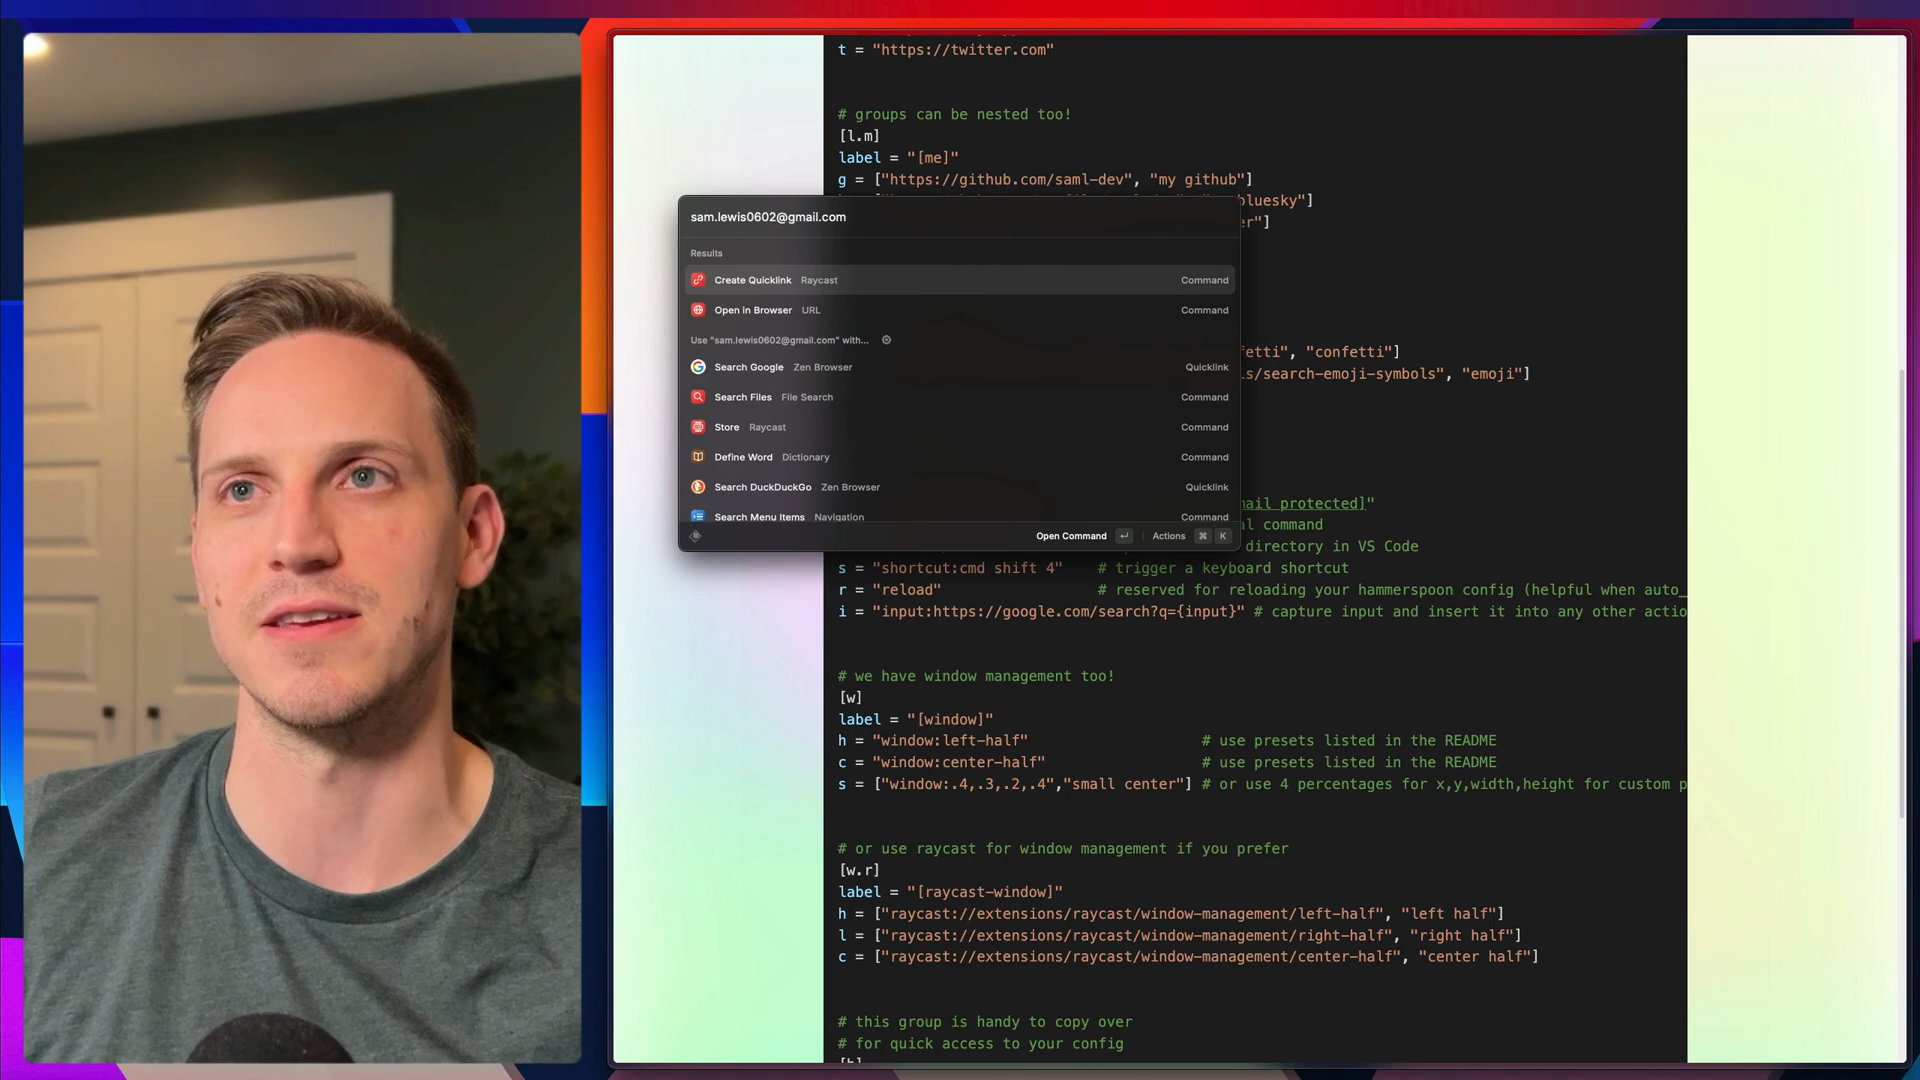 t = "https://twitter.com"
# groups can be nested too!
[l.m]
label = "[me]"
g = ["https://github.com/saml-dev", "my github"]
bluesky"]
er"]
sam.lewis0602@gmail.com
Results
Create Quicklink Raycast Command
Open in Browser URL Command
Use "sam.lewis0602@gmail.com" with...
Search Google Zen Browser Quicklink
Search Files File Search Command
Store Raycast Command
Define Word Dictionary Command
Search DuckDuckGo Zen Browser Quicklink
Search Menu Items Navigation Command
Open Command ↵ Actions ⌘ K
fetti", "confetti"]
ls/search-emoji-symbols", "emoji"]
ail protected]"
l command
directory in VS Code
s = "shortcut:cmd shift 4" # trigger a keyboard shortcut
r = "reload" # reserved for reloading your hammerspoon config (helpful when auto_
i = "input:https://google.com/search?q={input}" # capture input and insert it into any other actio
# we have window management too!
[w]
label = "[window]"
h = "window:left-half" # use presets listed in the README
c = "window:center-half" # use presets listed in the README
s = ["window:.4,.3,.2,.4","small center"] # or use 4 percentages for x,y,width,height for custom p
# or use raycast for window management if you prefer
[w.r]
label = "[raycast-window]"
h = ["raycast://extensions/raycast/window-management/left-half", "left half"]
l = ["raycast://extensions/raycast/window-management/right-half", "right half"]
c = ["raycast://extensions/raycast/window-management/center-half", "center half"]
# this group is handy to copy over
# for quick access to your config